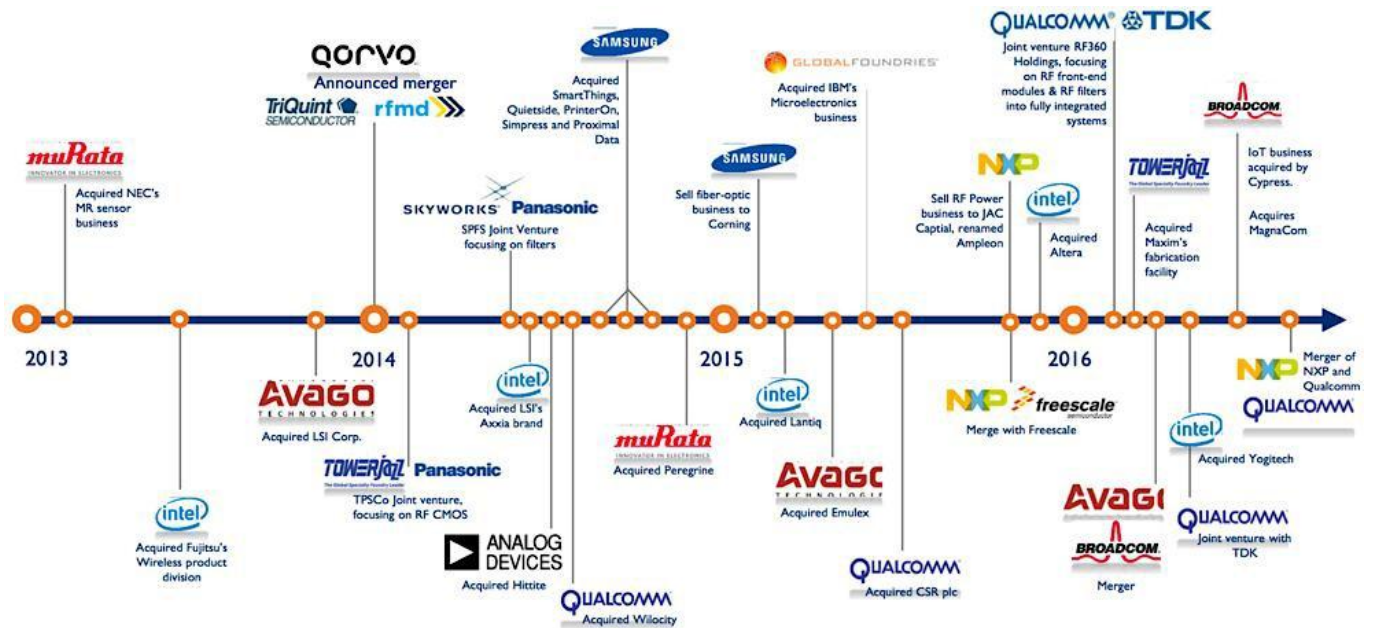 QORVO
Announced merger
TriQuint
SEMICONDUCTOR
rfmd
muRata
INNOVATOR IN ELECTRONICS
Acquired NEC's
MR sensor
business
SKYWORKS
Panasonic
SPFS Joint Venture
focusing on filters
SAMSUNG
Acquired
SmartThings,
Quietside, PrinterOn,
Simpress and Proximal
Data
SAMSUNG
Sell fiber-optic
business to
Corning
GLOBALFOUNDRIES
Acquired IBM's
Microelectronics
business
NXP
Sell RF Power
business to JAC
Captial, renamed
Ampleon
intel
Acquired
Altera
QUALCOMM® TDK
Joint venture RF360
Holdings, focusing
on RF front-end
modules & RF filters
into fully integrated
systems
TOWERJAZZ
The Global Specialty Foundry Leader
Acquired
Maxim's
fabrication
facility
BROADCOM.
IoT business
acquired by
Cypress.
Acquires
MagnaCom
2013
2014
2015
2016
intel
Acquired Fujitsu's
Wireless product
division
AVAGO
TECHNOLOGIES
Acquired LSI Corp.
TOWERJAZZ
The Global Specialty Foundry Leader
Panasonic
TPSCo Joint venture,
focusing on RF CMOS
intel
Acquired LSI's
Axxia brand
ANALOG
DEVICES
Acquired Hittite
QUALCOMM
Acquired Wilocity
muRata
INNOVATOR IN ELECTRONICS
Acquired Peregrine
intel
Acquired Lantiq
AVAGO
TECHNOLOGIE
Acquired Emulex
QUALCOMM
Acquired CSR plc
NXP
freescale
semiconductor
Merge with Freescale
AVAGO
BROADCOM.
Merger
intel
Acquired Yogitech
QUALCOMM
Joint venture with
TDK
NXP
Merger of
NXP and
Qualcomm
QUALCOMM